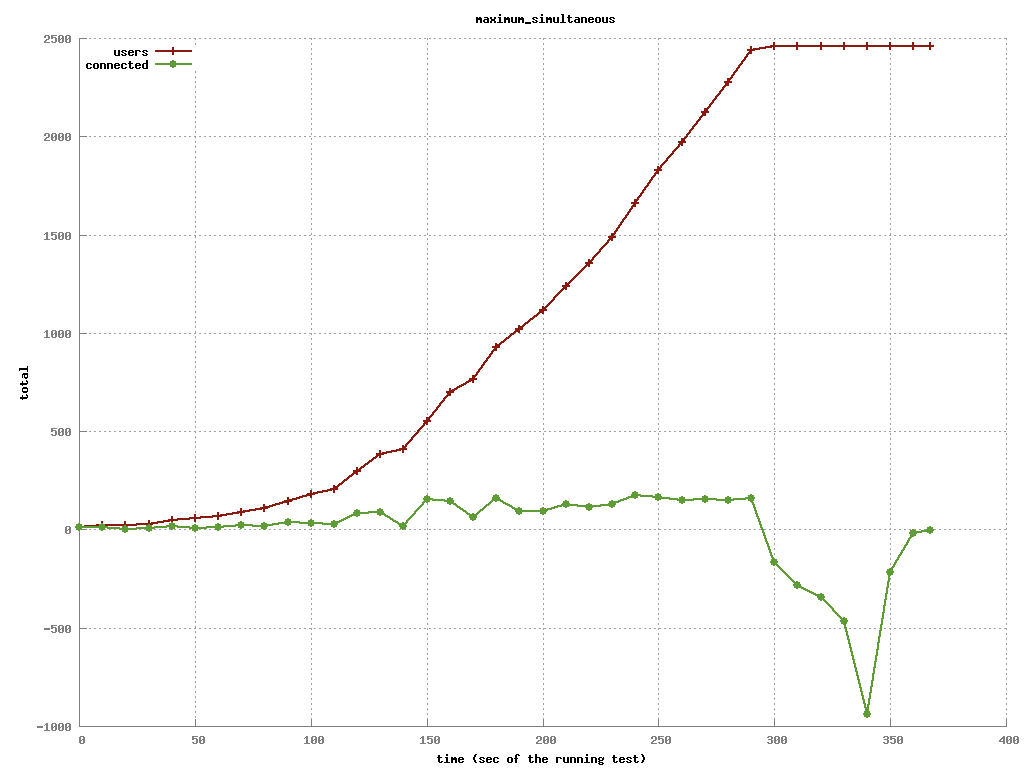 maximum_simultaneous
2500
users
connected
2000
1500
1000
total
500
0
-500
-1000
0 50 100 150 200 250 300 350 400
time (sec of the running test)